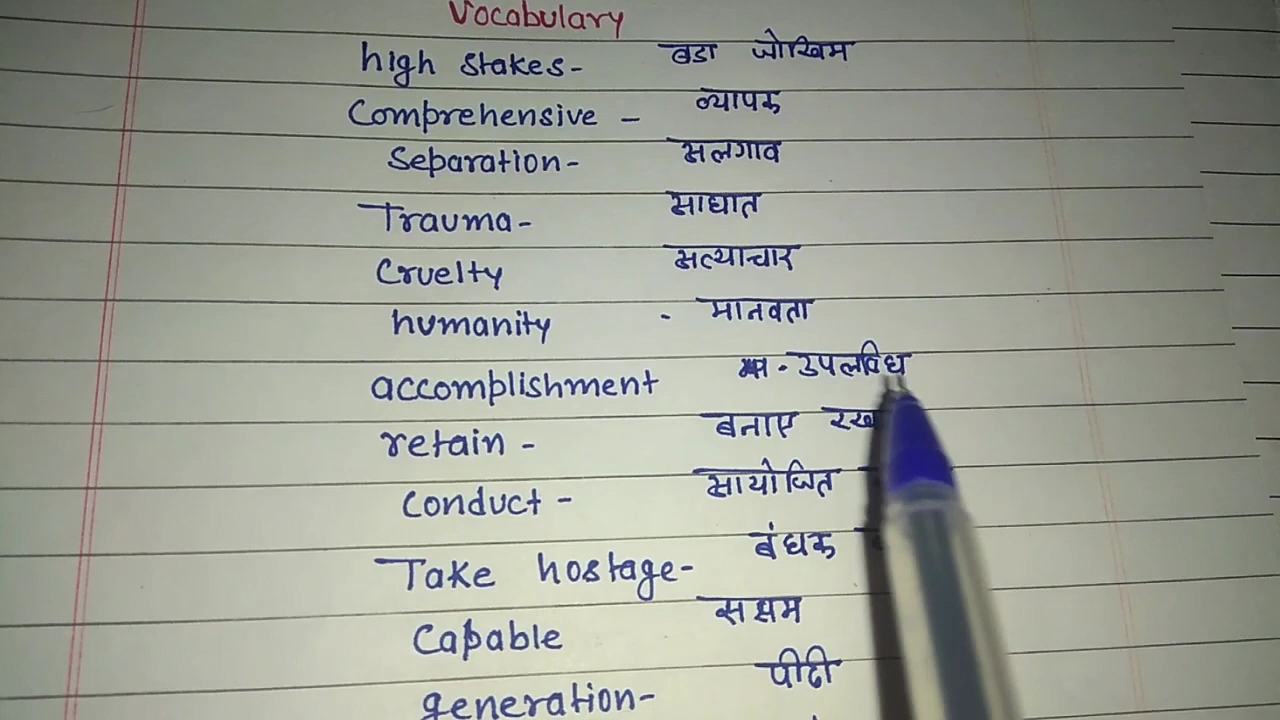 Vocabulary
high stakes- बडा जोखिम
Comprehensive - व्यापक
Separation- अलगाव
Trauma- आघात
Cruelty अत्याचार
humanity - मानवता
accomplishment - उपलब्धि
retain - बनाए
Conduct - आयोजित
Take hostage- बंधक
Capable सक्षम
generation- पीढी